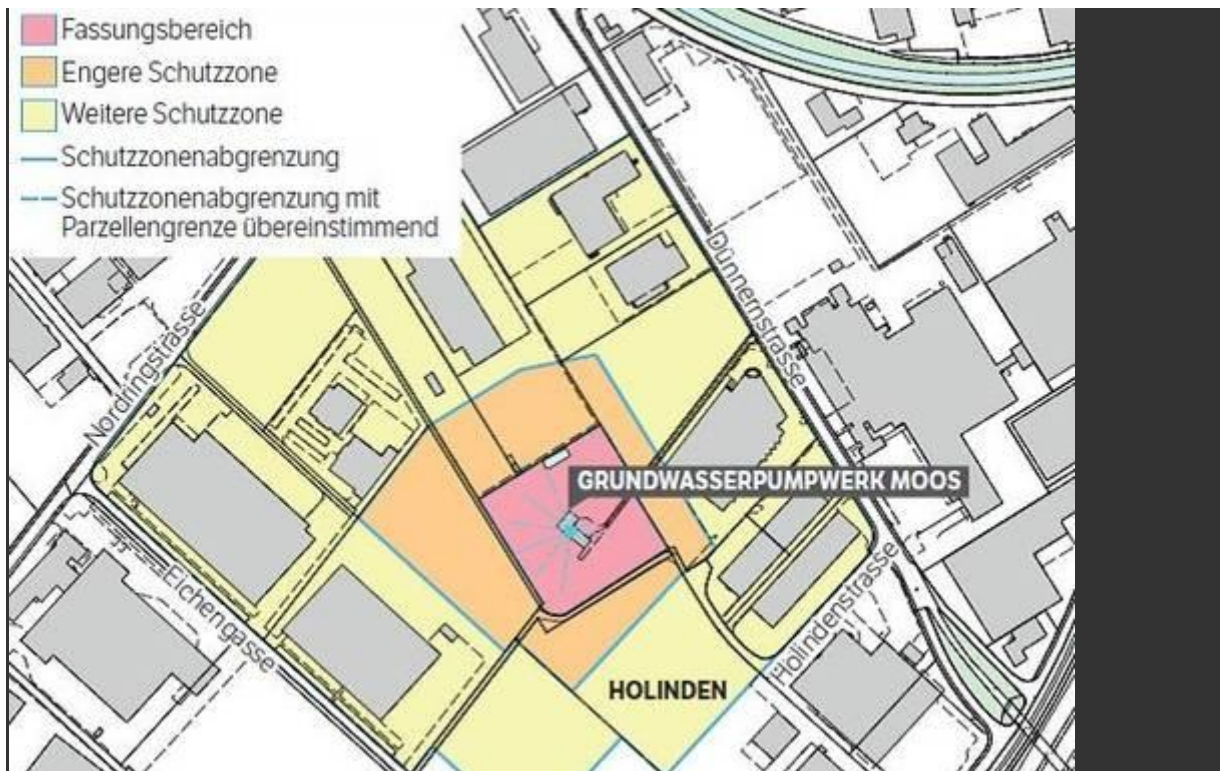 Fassungsbereich
Engere Schutzzone
Weitere Schutzzone
Schutzzonenabgrenzung
Schutzzonenabgrenzung mit
Parzellengrenze übereinstimmend
Dünnernstrasse
Nordringstrasse
GRUNDWASSERPUMPWERK MOOS
Eichengasse
Holindenstrasse
HOLINDEN